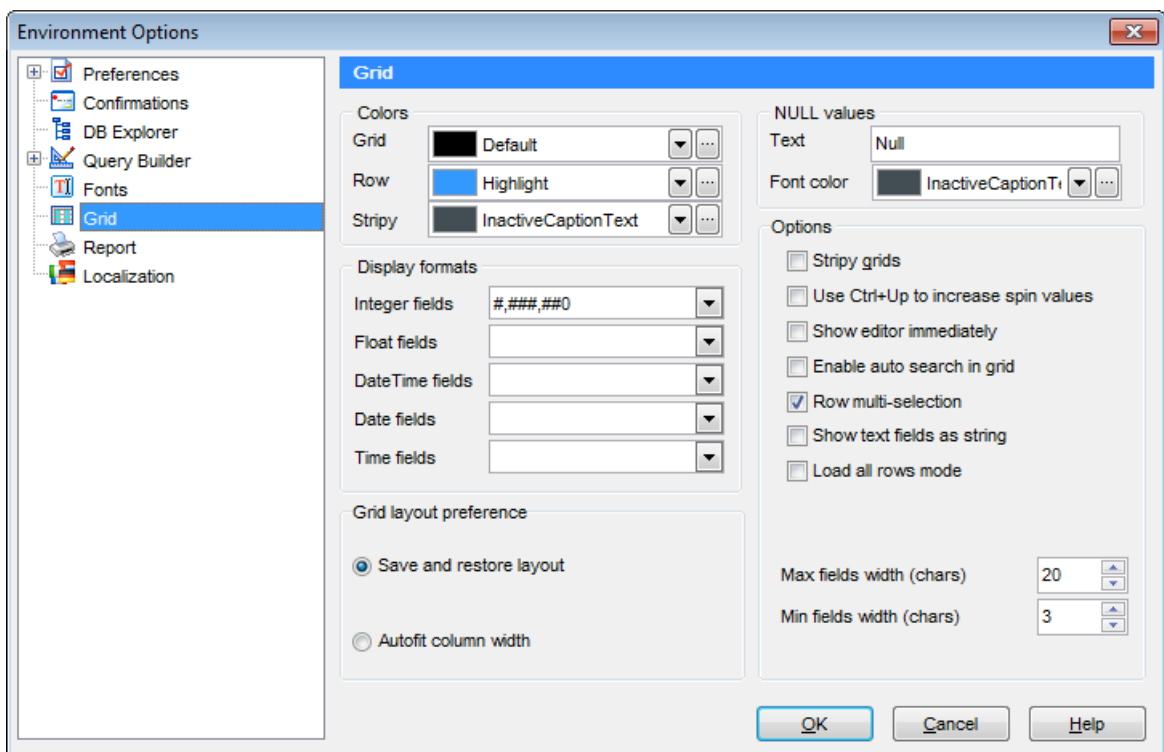 Environment Options
Preferences
Confirmations
DB Explorer
Query Builder
Fonts
Grid
Report
Localization
Grid
Colors
Grid
Default
Row
Highlight
Stripy
InactiveCaptionText
Display formats
Integer fields
#,###,##0
Float fields
DateTime fields
Date fields
Time fields
Grid layout preference
Save and restore layout
Autofit column width
NULL values
Text
Null
Font color
InactiveCaptionTe
Options
Stripy grids
Use Ctrl+Up to increase spin values
Show editor immediately
Enable auto search in grid
Row multi-selection
Show text fields as string
Load all rows mode
Max fields width (chars)
20
Min fields width (chars)
3
OK
Cancel
Help